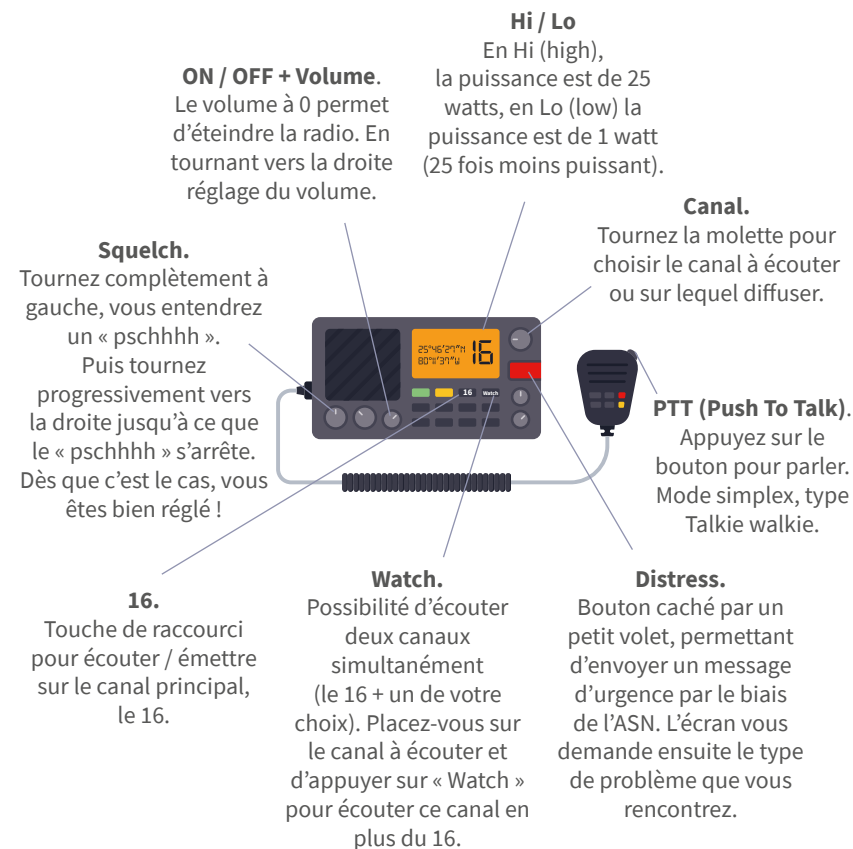 Hi / Lo
En Hi (high),
la puissance est de 25
watts, en Lo (low) la
puissance est de 1 watt
(25 fois moins puissant).
ON / OFF + Volume.
Le volume à 0 permet
d’éteindre la radio. En
tournant vers la droite
réglage du volume.
Canal.
Tournez la molette pour
choisir le canal à écouter
ou sur lequel diffuser.
Squelch.
Tournez complètement à
gauche, vous entendrez
un « pschhhh ».
Puis tournez
progressivement vers
la droite jusqu’à ce que
le « pschhhh » s’arrête.
Dès que c’est le cas, vous
êtes bien réglé !
25°46’27"N
80°11’37"W
16
16 Watch
PTT (Push To Talk).
Appuyez sur le
bouton pour parler.
Mode simplex, type
Talkie walkie.
16.
Touche de raccourci
pour écouter / émettre
sur le canal principal,
le 16.
Watch.
Possibilité d’écouter
deux canaux
simultanément
(le 16 + un de votre
choix). Placez-vous sur
le canal à écouter et
d’appuyer sur « Watch »
pour écouter ce canal en
plus du 16.
Distress.
Bouton caché par un
petit volet, permettant
d’envoyer un message
d’urgence par le biais
de l’ASN. L’écran vous
demande ensuite le type
de problème que vous
rencontrez.